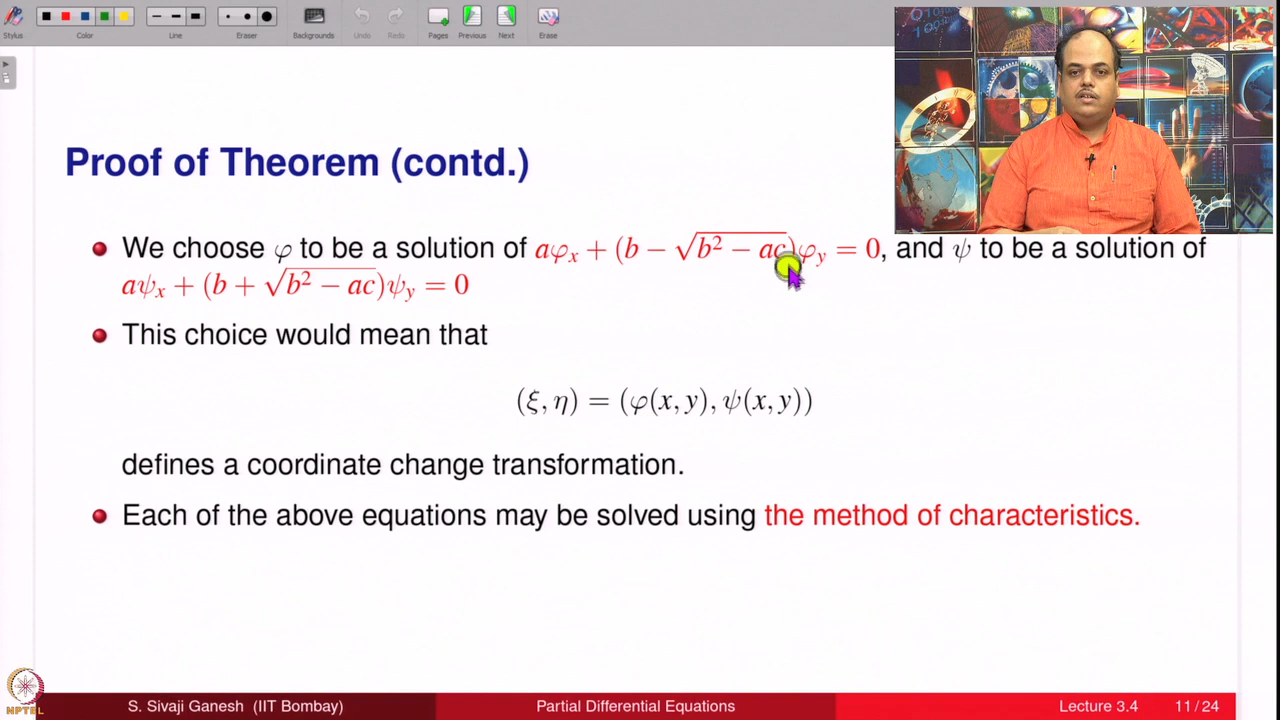 Stylus Color Line Eraser Backgrounds Undo Redo Pages Previous Next Erase
Proof of Theorem (contd.)
We choose φ to be a solution of aφ_x + (b − √(b² − ac))φ_y = 0, and ψ to be a solution of
aψ_x + (b + √(b² − ac))ψ_y = 0
This choice would mean that
(ξ, η) = (φ(x, y), ψ(x, y))
defines a coordinate change transformation.
Each of the above equations may be solved using the method of characteristics.
NPTEL
S. Sivaji Ganesh (IIT Bombay) Partial Differential Equations Lecture 3.4 11 / 24